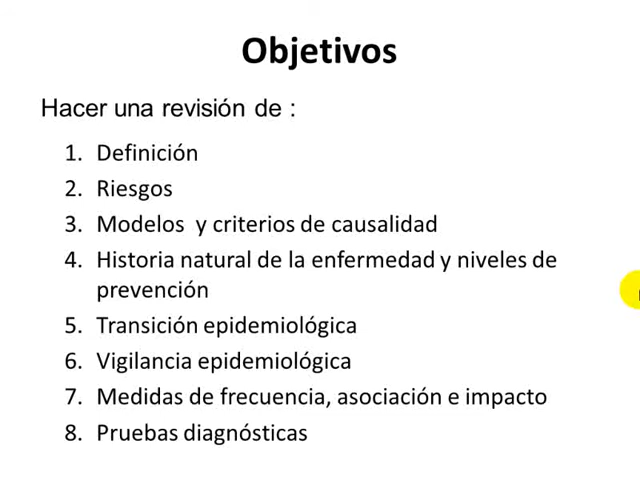 Objetivos
Hacer una revisión de :
1. Definición
2. Riesgos
3. Modelos y criterios de causalidad
4. Historia natural de la enfermedad y niveles de
prevención
5. Transición epidemiológica
6. Vigilancia epidemiológica
7. Medidas de frecuencia, asociación e impacto
8. Pruebas diagnósticas